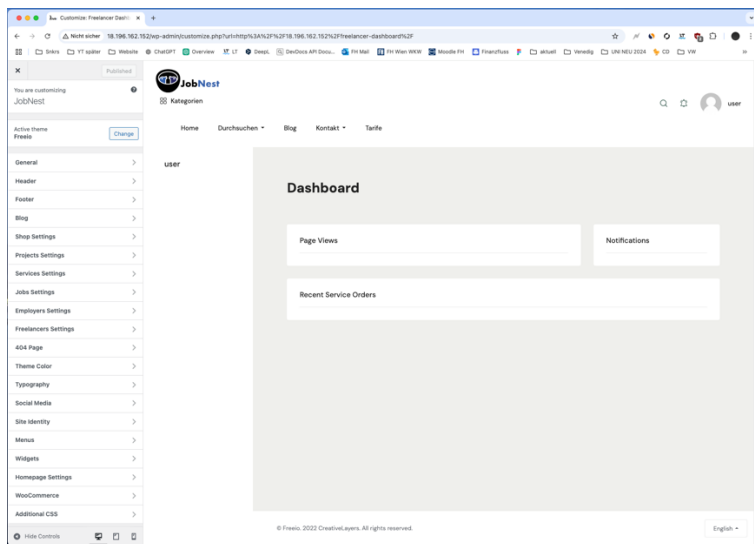 Customize: Freelancer Dashb
Nicht sicher 18.196.162.152/wp-admin/customize.php?url=http%3A%2F%2F18.196.162.152%2Ffreelancer-dashboard%2F
Snkrs YT später Website ChatGPT Overview LT DeepL DevDocs API Docu... FH Mail FH Wien WKW Moodle FH Finanzfluss aktuell Venedig UNI NEU 2024 CG VW
Published
You are customizing
JobNest
Active theme
Freeio
Change
General
Header
Footer
Blog
Shop Settings
Projects Settings
Services Settings
Jobs Settings
Employers Settings
Freelancers Settings
404 Page
Theme Color
Typography
Social Media
Site Identity
Menus
Widgets
Homepage Settings
WooCommerce
Additional CSS
Hide Controls
JobNest
Kategorien
user
Home Durchsuchen Blog Kontakt Tarife
user
Dashboard
Page Views
Notifications
Recent Service Orders
© Freeio. 2022 CreativeLayers. All rights reserved.
English